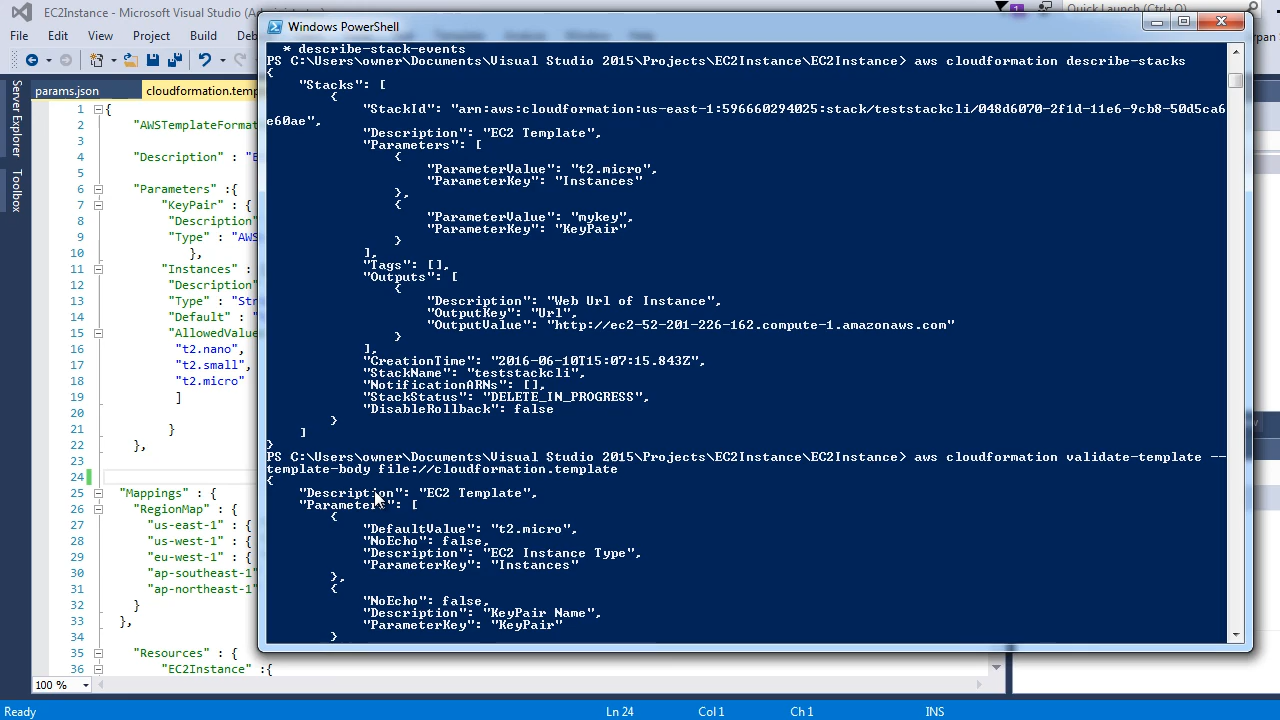 EC2Instance - Microsoft Visual Studio
Quick Launch (Ctrl+Q)
File Edit View Project Build
Windows PowerShell
Server Explorer
Toolbox
params.json cloudformation.temp
1 {
2 "AWSTemplateFormat
3
4 "Description" : "E
5
6 "Parameters" :{
7 "KeyPair" : {
8 "Description"
9 "Type" : "AWS
10 },
11 "Instances" :
12 "Description"
13 "Type" : "Str
14 "Default" : "
15 "AllowedValue
16 "t2.nano",
17 "t2.small",
18 "t2.micro"
19 ]
20
21 }
22 },
23
24
25 "Mappings" : {
26 "RegionMap" : {
27 "us-east-1" : {
28 "us-west-1" : {
29 "eu-west-1" : {
30 "ap-southeast-1"
31 "ap-northeast-1"
32 }
33 },
34
35 "Resources" : {
36 "EC2Instance" :{
* describe-stack-events
PS C:\Users\owner\Documents\Visual Studio 2015\Projects\EC2Instance\EC2Instance> aws cloudformation describe-stacks
{
"Stacks": [
{
"StackId": "arn:aws:cloudformation:us-east-1:596660294025:stack/teststackcli/048d6070-2f1d-11e6-9cb8-50d5ca6
e60ae",
"Description": "EC2 Template",
"Parameters": [
{
"ParameterValue": "t2.micro",
"ParameterKey": "Instances"
},
{
"ParameterValue": "mykey",
"ParameterKey": "KeyPair"
}
],
"Tags": [],
"Outputs": [
{
"Description": "Web Url of Instance",
"OutputKey": "Url",
"OutputValue": "http://ec2-52-201-226-162.compute-1.amazonaws.com"
}
],
"CreationTime": "2016-06-10T15:07:15.843Z",
"StackName": "teststackcli",
"NotificationARNs": [],
"StackStatus": "DELETE_IN_PROGRESS",
"DisableRollback": false
}
]
}
PS C:\Users\owner\Documents\Visual Studio 2015\Projects\EC2Instance\EC2Instance> aws cloudformation validate-template --
template-body file://cloudformation.template
{
"Description": "EC2 Template",
"Parameters": [
{
"DefaultValue": "t2.micro",
"NoEcho": false,
"Description": "EC2 Instance Type",
"ParameterKey": "Instances"
},
{
"NoEcho": false,
"Description": "KeyPair Name",
"ParameterKey": "KeyPair"
}
100 %
Ready Ln 24 Col 1 Ch 1 INS